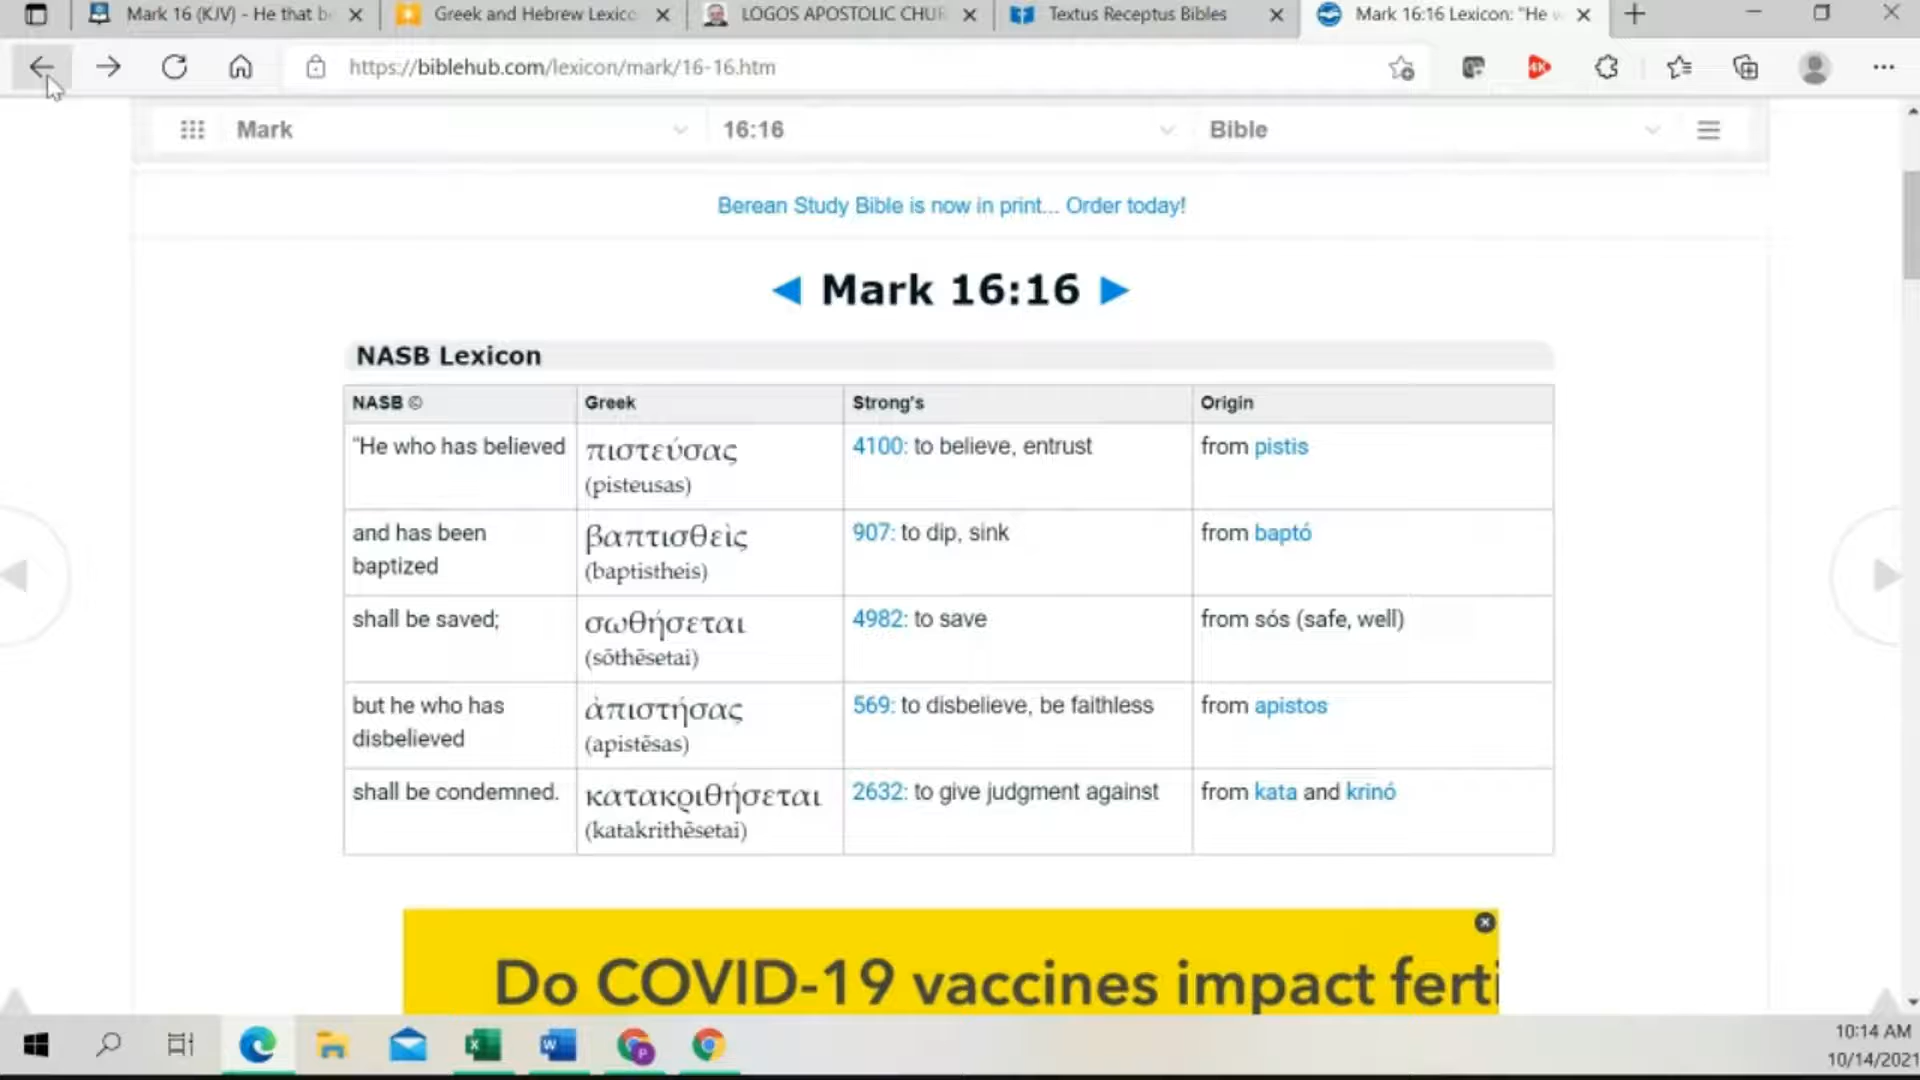 Mark 16 (KJV) - He that b
Greek and Hebrew Lexico
LOGOS APOSTOLIC CHUR
Textus Receptus Bibles
Mark 16:16 Lexicon: "He w
https://biblehub.com/lexicon/mark/16-16.htm
4K
Mark
16:16
Bible
Berean Study Bible is now in print... Order today!
Mark 16:16
NASB Lexicon
NASB © Greek Strong's Origin
"He who has believed πιστεύσας 4100: to believe, entrust from pistis
(pisteusas)
and has been βαπτισθεὶς 907: to dip, sink from baptó
baptized (baptistheis)
shall be saved; σωθήσεται 4982: to save from sós (safe, well)
(sōthēsetai)
but he who has ἀπιστήσας 569: to disbelieve, be faithless from apistos
disbelieved (apistēsas)
shall be condemned. κατακριθήσεται 2632: to give judgment against from kata and krinó
(katakrithēsetai)
Do COVID-19 vaccines impact ferti
X
W
P
10:14 AM
10/14/2021